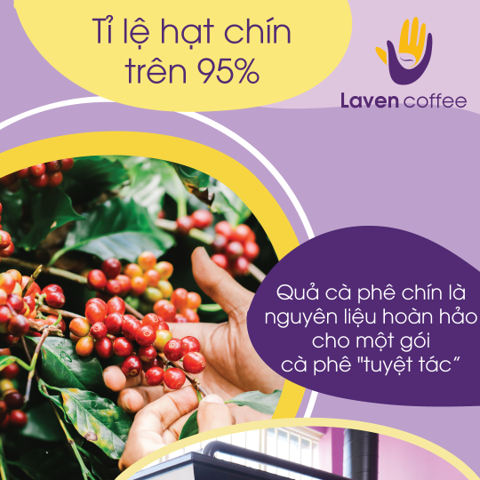 Tỉ lệ hạt chín
trên 95%
Laven coffee
Quả cà phê chín là
nguyên liệu hoàn hảo
cho một gói
cà phê "tuyệt tác”